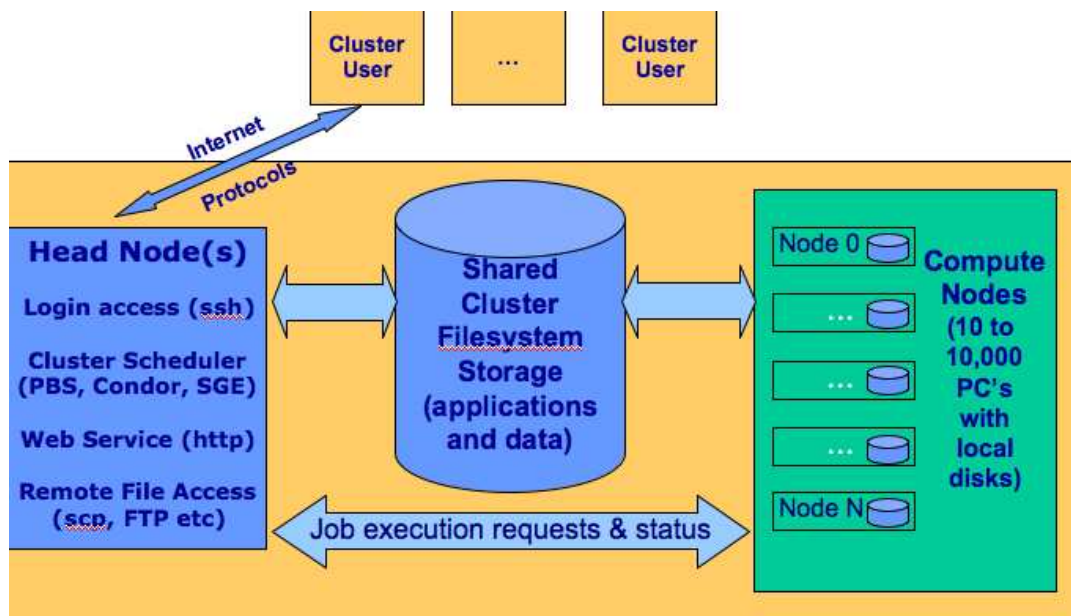 Cluster
User
...
Cluster
User
Internet
Protocols
Head Node(s)
Login access (ssh)
Cluster Scheduler
(PBS, Condor, SGE)
Web Service (http)
Remote File Access
(scp, FTP etc)
Shared
Cluster
Filesystem
Storage
(applications
and data)
Job execution requests & status
Node 0
...
...
...
Node N
Compute
Nodes
(10 to
10,000
PC's
with
local
disks)